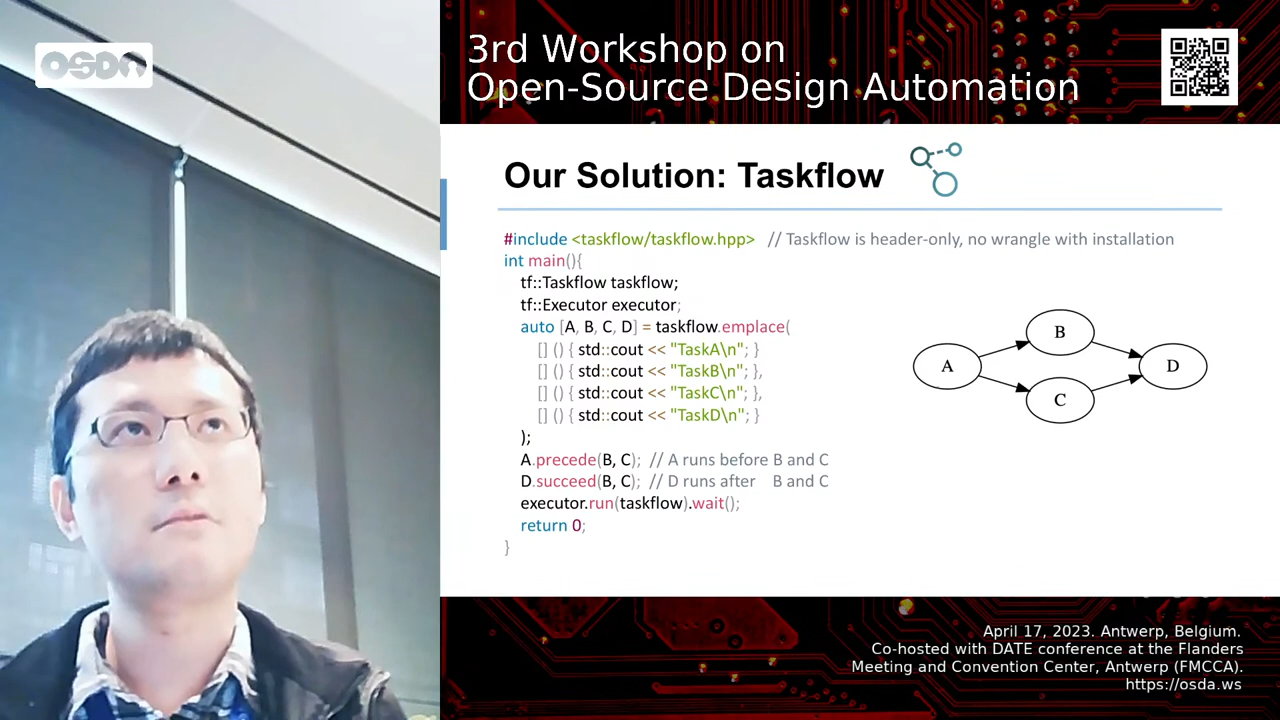 OSDA
3rd Workshop on
Open-Source Design Automation
Our Solution: Taskflow
#include <taskflow/taskflow.hpp>   // Taskflow is header-only, no wrangle with installation
int main(){
tf::Taskflow taskflow;
tf::Executor executor;
auto [A, B, C, D] = taskflow.emplace(
[] () { std::cout << "TaskA\n"; }
[] () { std::cout << "TaskB\n"; },
[] () { std::cout << "TaskC\n"; },
[] () { std::cout << "TaskD\n"; }
);
A.precede(B, C);  // A runs before B and C
D.succeed(B, C);  // D runs after    B and C
executor.run(taskflow).wait();
return 0;
}
B
A
D
C
April 17, 2023. Antwerp, Belgium.
Co-hosted with DATE conference at the Flanders
Meeting and Convention Center, Antwerp (FMCCA).
https://osda.ws